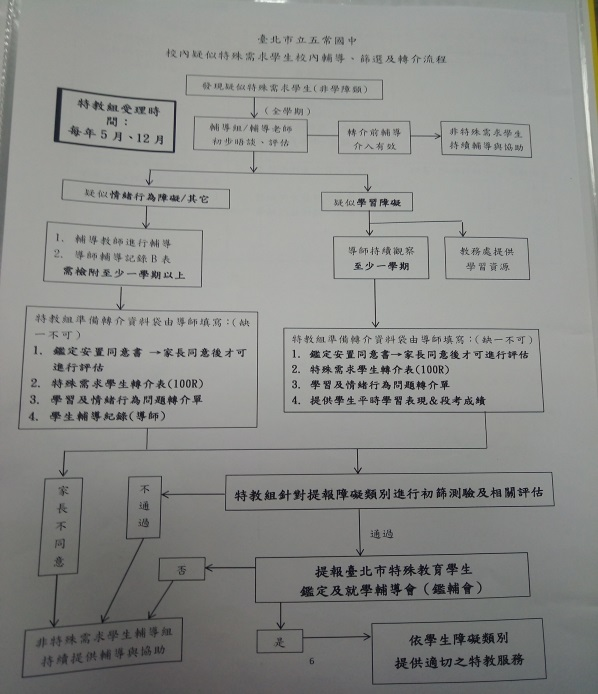 臺北市立五常國中
校內疑似特殊需求學生校內輔導、篩選及轉介流程
特教組受理時
間:
每年5月、12月
發現疑似特殊需求學生(非學障類)
(全學期)
輔導組/輔導老師
初步晤談、評估
轉介前輔導
介入有效
非特殊需求學生
持續輔導與協助
疑似情緒行為障礙/其它
疑似學習障礙
1. 輔導教師進行輔導
2. 導師輔導記錄B表
需檢附至少一學期以上
導師持續觀察
至少一學期
教務處提供
學習資源
特教組準備轉介資料袋由導師填寫:(缺
一不可)
1. 鑑定安置同意書→家長同意後才可
進行評估
2. 特殊需求學生轉介表(100R)
3. 學習及情緒行為問題轉介單
4. 學生輔導紀錄(導師)
特教組準備轉介資料袋由導師填寫:(缺一不可)
1. 鑑定安置同意書→家長同意後才可進行評估
2. 特殊需求學生轉介表(100R)
3. 學習及情緒行為問題轉介單
4. 提供學生平時學習表現&段考成績
家長不同意
不通過
特教組針對提報障礙類別進行初篩測驗及相關評估
通過
否
提報臺北市特殊教育學生
鑑定及就學輔導會(鑑輔會)
非特殊需求學生輔導組
持續提供輔導與協助
是
依學生障礙類別
提供適切之特教服務
6